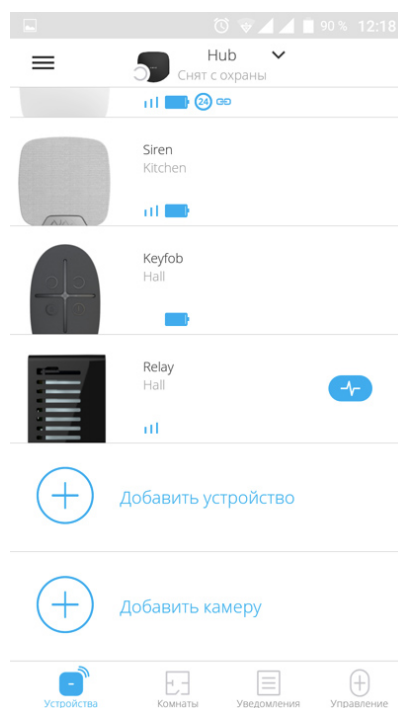 90 % 12:18
Hub
Снят с охраны
24
Siren
Kitchen
Keyfob
Hall
Relay
Hall
Добавить устройство
Добавить камеру
Устройства
Комнаты
Уведомления
Управление